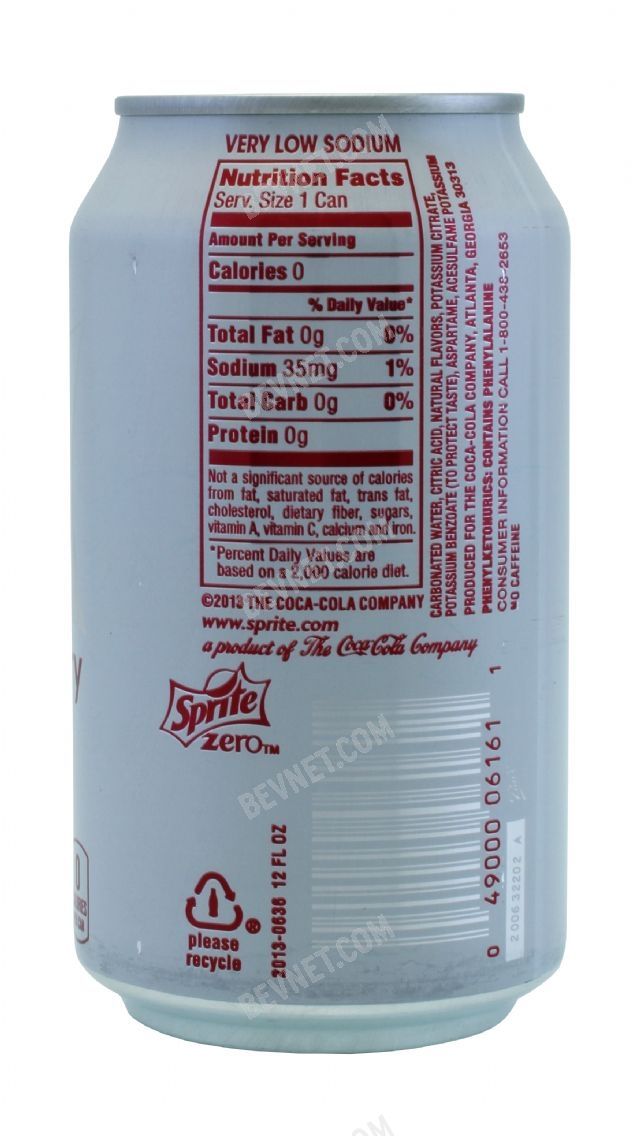 VERY LOW SODIUM
Nutrition Facts
Serv. Size 1 Can
Amount Per Serving
Calories 0
% Daily Value*
Total Fat 0g 0%
Sodium 35mg 1%
Total Carb 0g 0%
Protein 0g
Not a significant source of calories
from fat, saturated fat, trans fat,
cholesterol, dietary fiber, sugars,
vitamin A, vitamin C, calcium and iron.
*Percent Daily Values are
based on a 2,000 calorie diet.
©2013 THE COCA-COLA COMPANY
www.sprite.com
a product of The Coca-Cola Company
CARBONATED WATER, CITRIC ACID, NATURAL FLAVORS, POTASSIUM CITRATE,
POTASSIUM BENZOATE (TO PROTECT TASTE), ASPARTAME, ACESULFAME POTASSIUM
PRODUCED FOR THE COCA-COLA COMPANY, ATLANTA, GEORGIA 30313
PHENYLKETONURICS: CONTAINS PHENYLALANINE
CONSUMER INFORMATION CALL 1-800-438-2653
NO CAFFEINE
Sprite
zero™
please
recycle®
2013-0636 12 FL OZ
0 49000 06161 1
2006 32202 A
y
0
BEVNET.COM
BEVNET.COM
BEVNET.COM
BEVNET.COM
BEVNET.COM